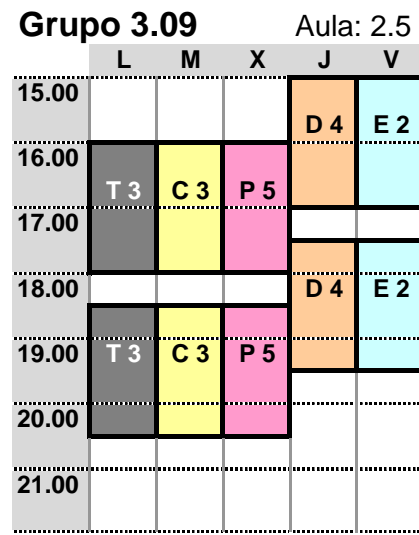 Grupo 3.09 Aula: 2.5
L M X J V
15.00
D 4 E 2
16.00
T 3 C 3 P 5
17.00
18.00 D 4 E 2
19.00 T 3 C 3 P 5
20.00
21.00